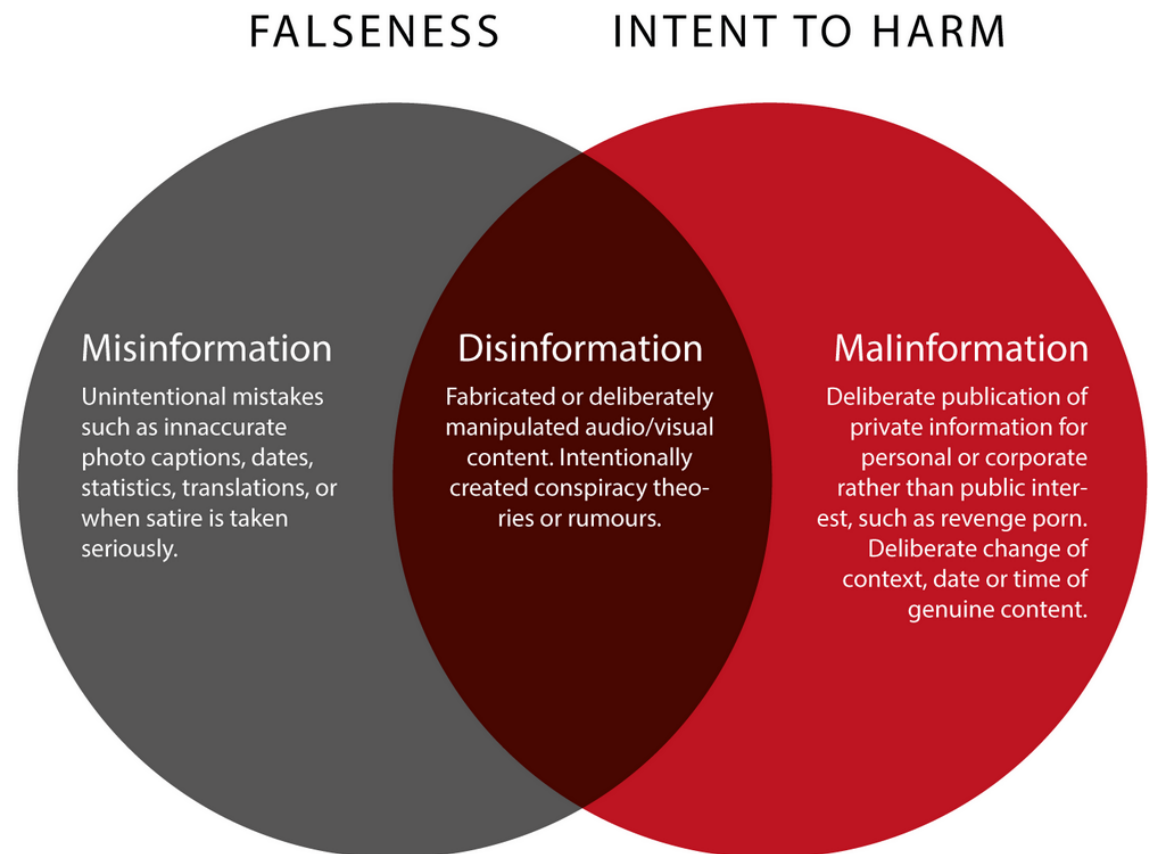 FALSENESS
INTENT TO HARM
Misinformation
Unintentional mistakes
such as innaccurate
photo captions, dates,
statistics, translations, or
when satire is taken
seriously.
Disinformation
Fabricated or deliberately
manipulated audio/visual
content. Intentionally
created conspiracy theo-
ries or rumours.
Malinformation
Deliberate publication of
private information for
personal or corporate
rather than public inter-
est, such as revenge porn.
Deliberate change of
context, date or time of
genuine content.